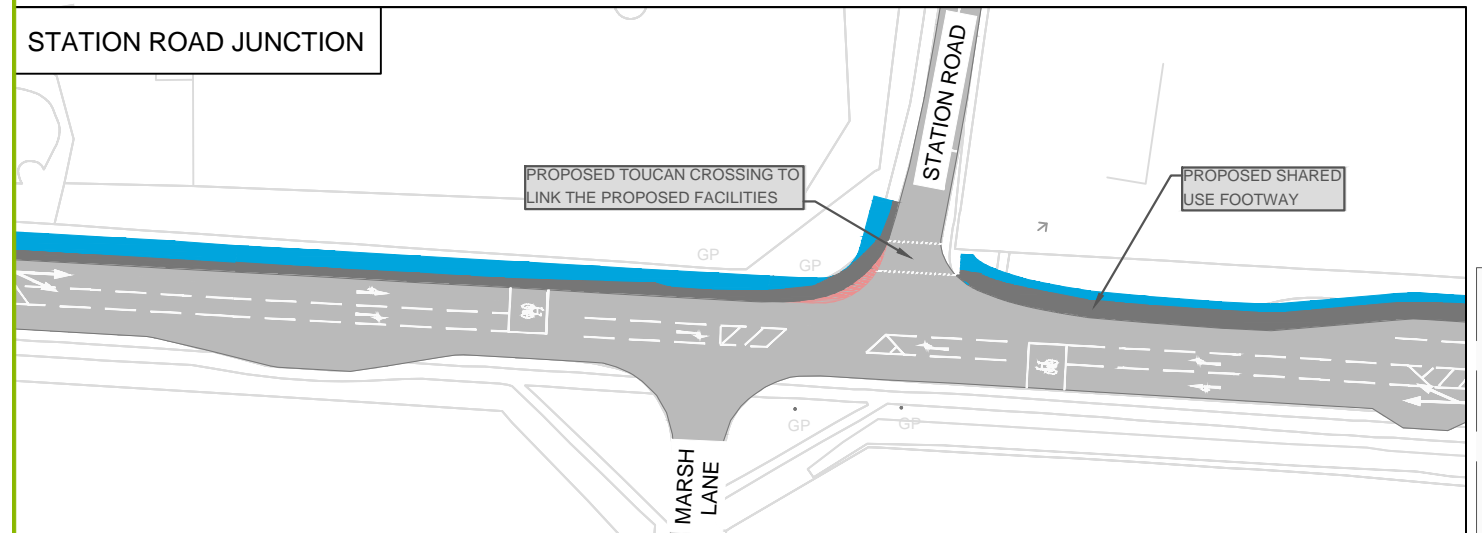 STATION ROAD JUNCTION
STATION ROAD
PROPOSED TOUCAN CROSSING TO
LINK THE PROPOSED FACILITIES
PROPOSED SHARED
USE FOOTWAY
GP
GP
GP
GP
MARSH
LANE